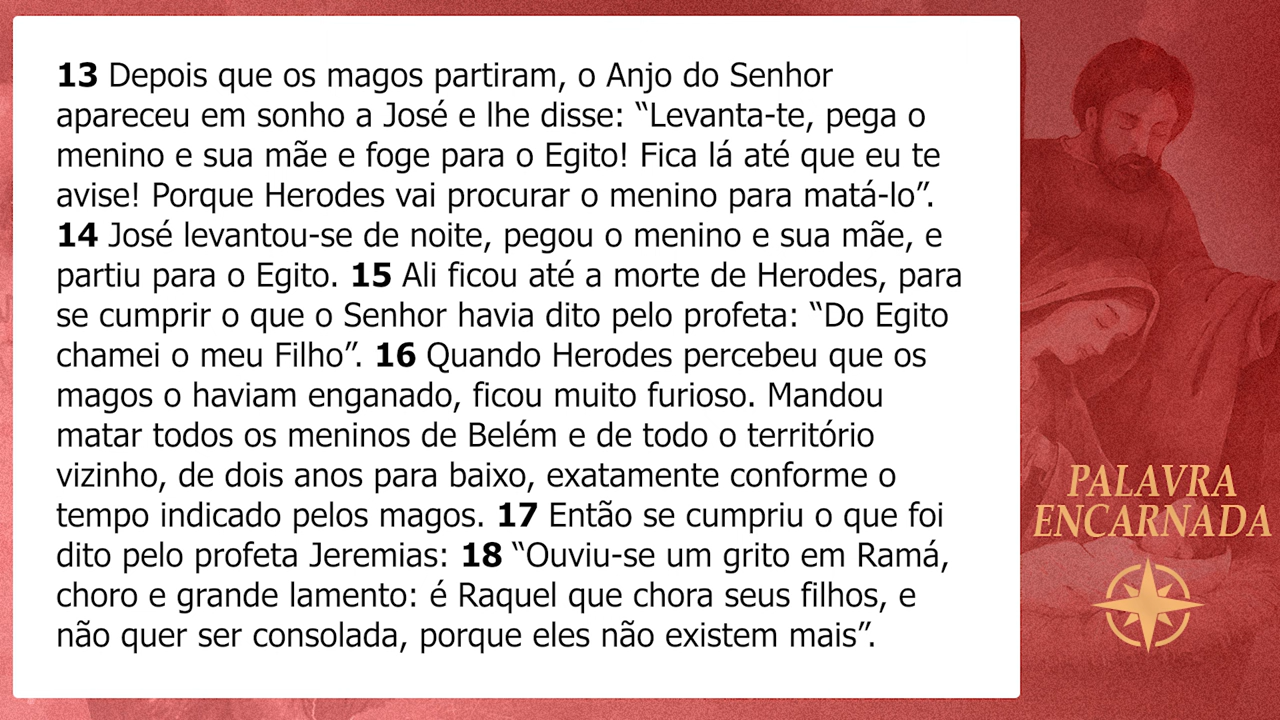 13 Depois que os magos partiram, o Anjo do Senhor
apareceu em sonho a José e lhe disse: “Levanta-te, pega o
menino e sua mãe e foge para o Egito! Fica lá até que eu te
avise! Porque Herodes vai procurar o menino para matá-lo”.
14 José levantou-se de noite, pegou o menino e sua mãe, e
partiu para o Egito. 15 Ali ficou até a morte de Herodes, para
se cumprir o que o Senhor havia dito pelo profeta: “Do Egito
chamei o meu Filho”. 16 Quando Herodes percebeu que os
magos o haviam enganado, ficou muito furioso. Mandou
matar todos os meninos de Belém e de todo o território
vizinho, de dois anos para baixo, exatamente conforme o
tempo indicado pelos magos. 17 Então se cumpriu o que foi
dito pelo profeta Jeremias: 18 “Ouviu-se um grito em Ramá,
choro e grande lamento: é Raquel que chora seus filhos, e
não quer ser consolada, porque eles não existem mais”.
PALAVRA
ENCARNADA